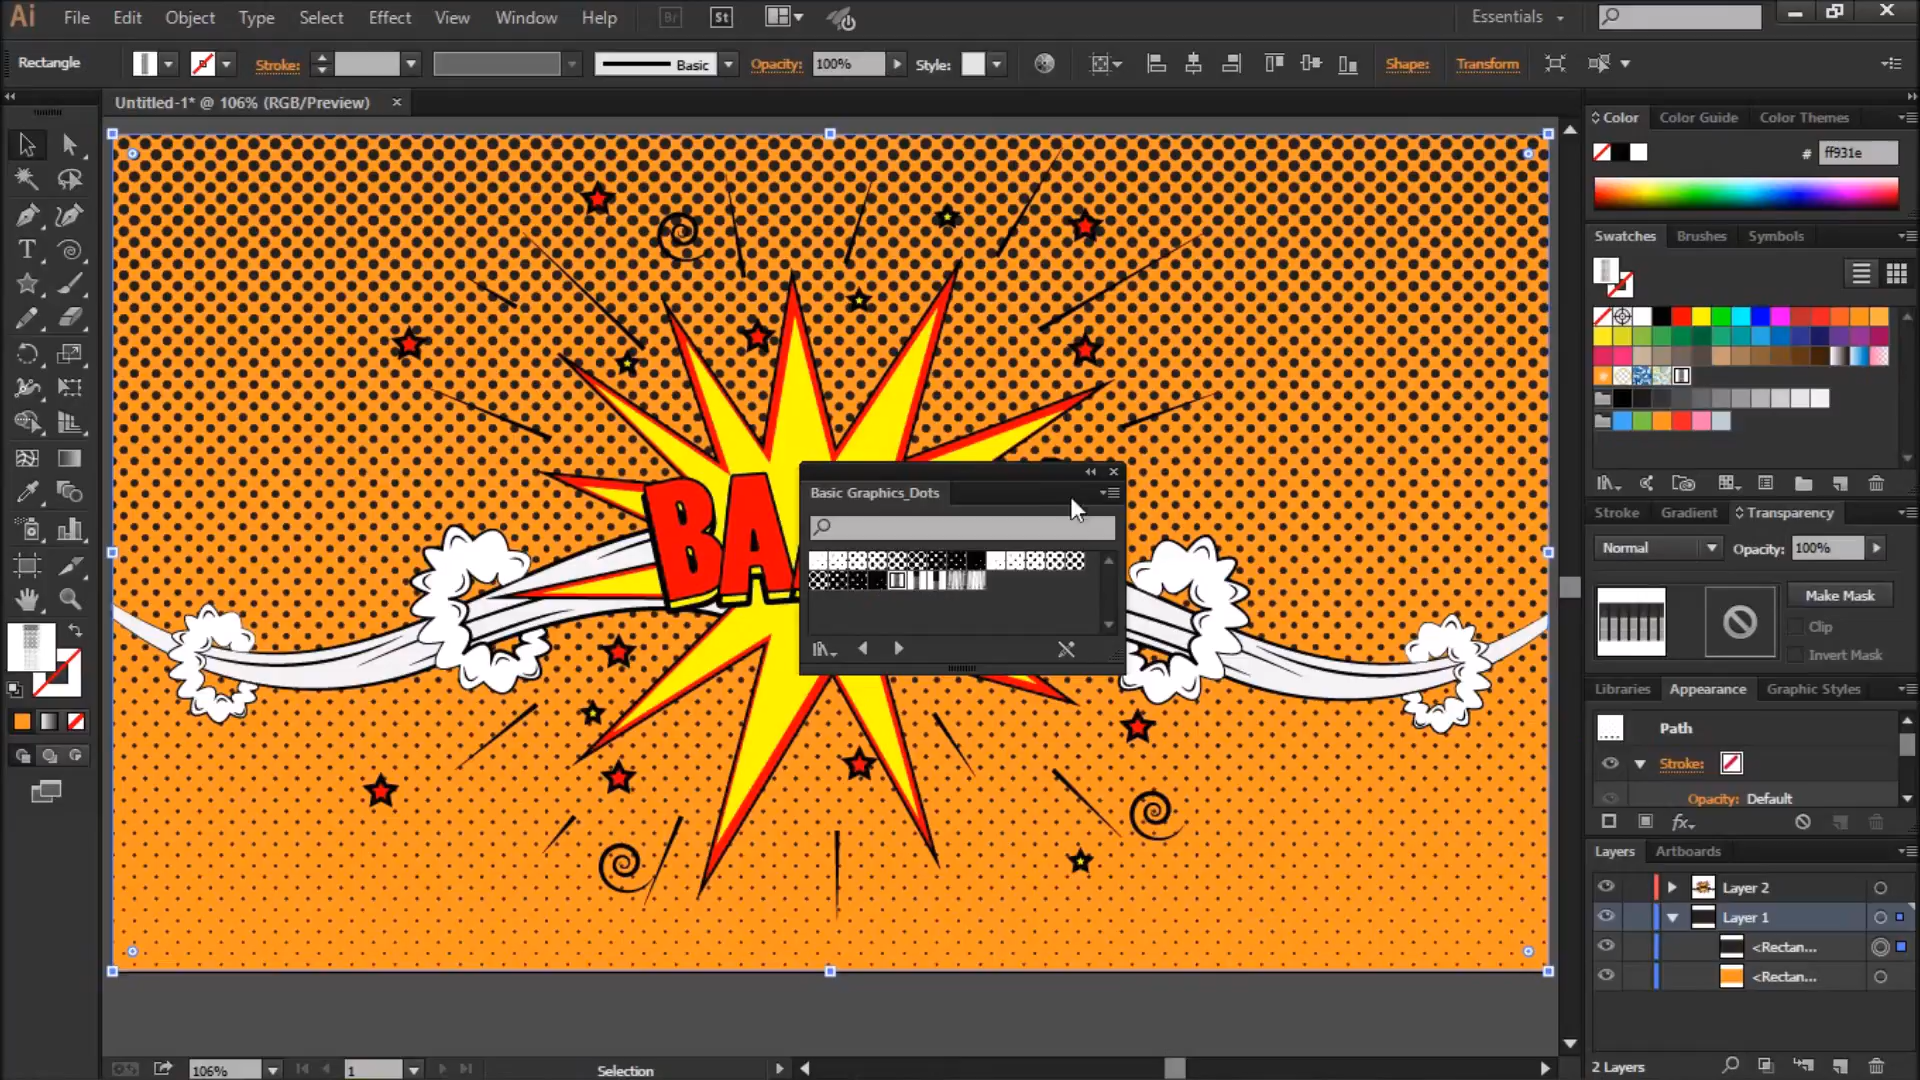 Ai File Edit Object Type Select Effect View Window Help Br St Essentials
Rectangle Stroke: Basic Opacity: 100% Style: Shape: Transform
Untitled-1* @ 106% (RGB/Preview) ×
Color Color Guide Color Themes
# ff931e
Swatches Brushes Symbols
BA
Basic Graphics_Dots
Stroke Gradient Transparency
Normal Opacity: 100%
Make Mask
Clip
Invert Mask
Libraries Appearance Graphic Styles
Path
Stroke:
Opacity: Default
fx
Layers Artboards
Layer 2
Layer 1
<Rectan...
<Rectan...
2 Layers
106% 1 Selection